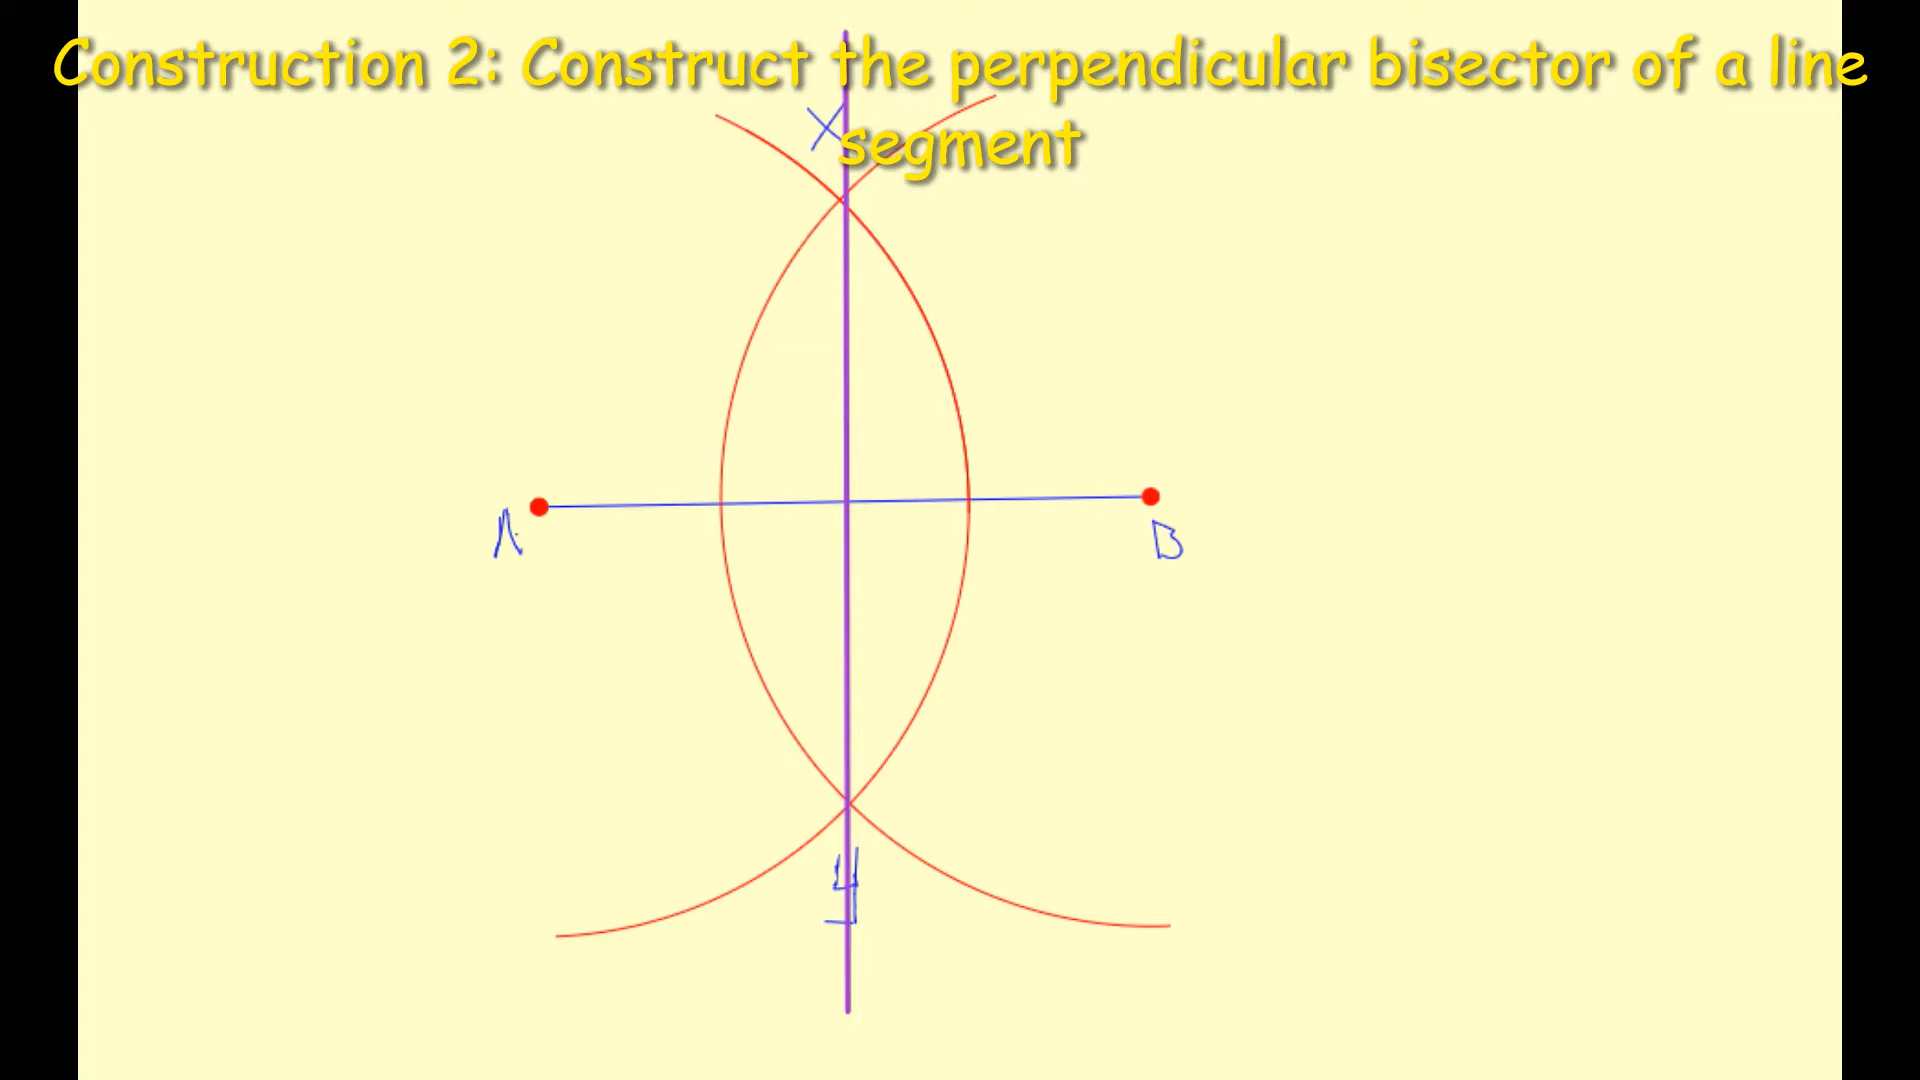 Construction 2: Construct the perpendicular bisector of a line
segment
X
A
B
y